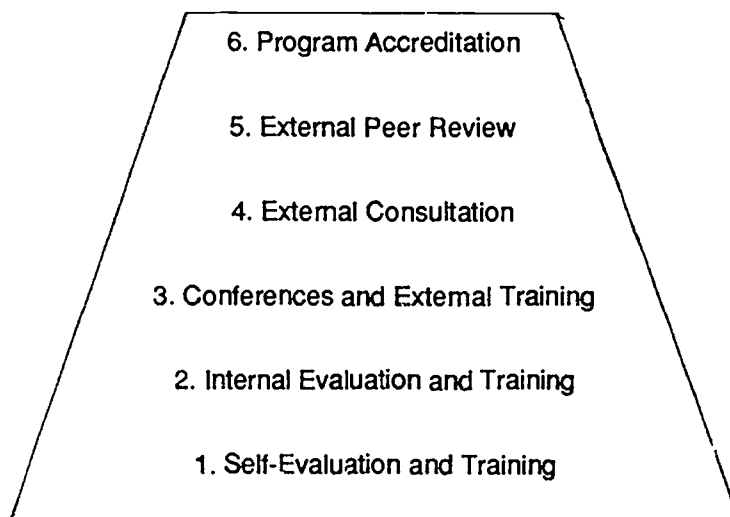 6. Program Accreditation
5. External Peer Review
4. External Consultation
3. Conferences and External Training
2. Internal Evaluation and Training
1. Self-Evaluation and Training